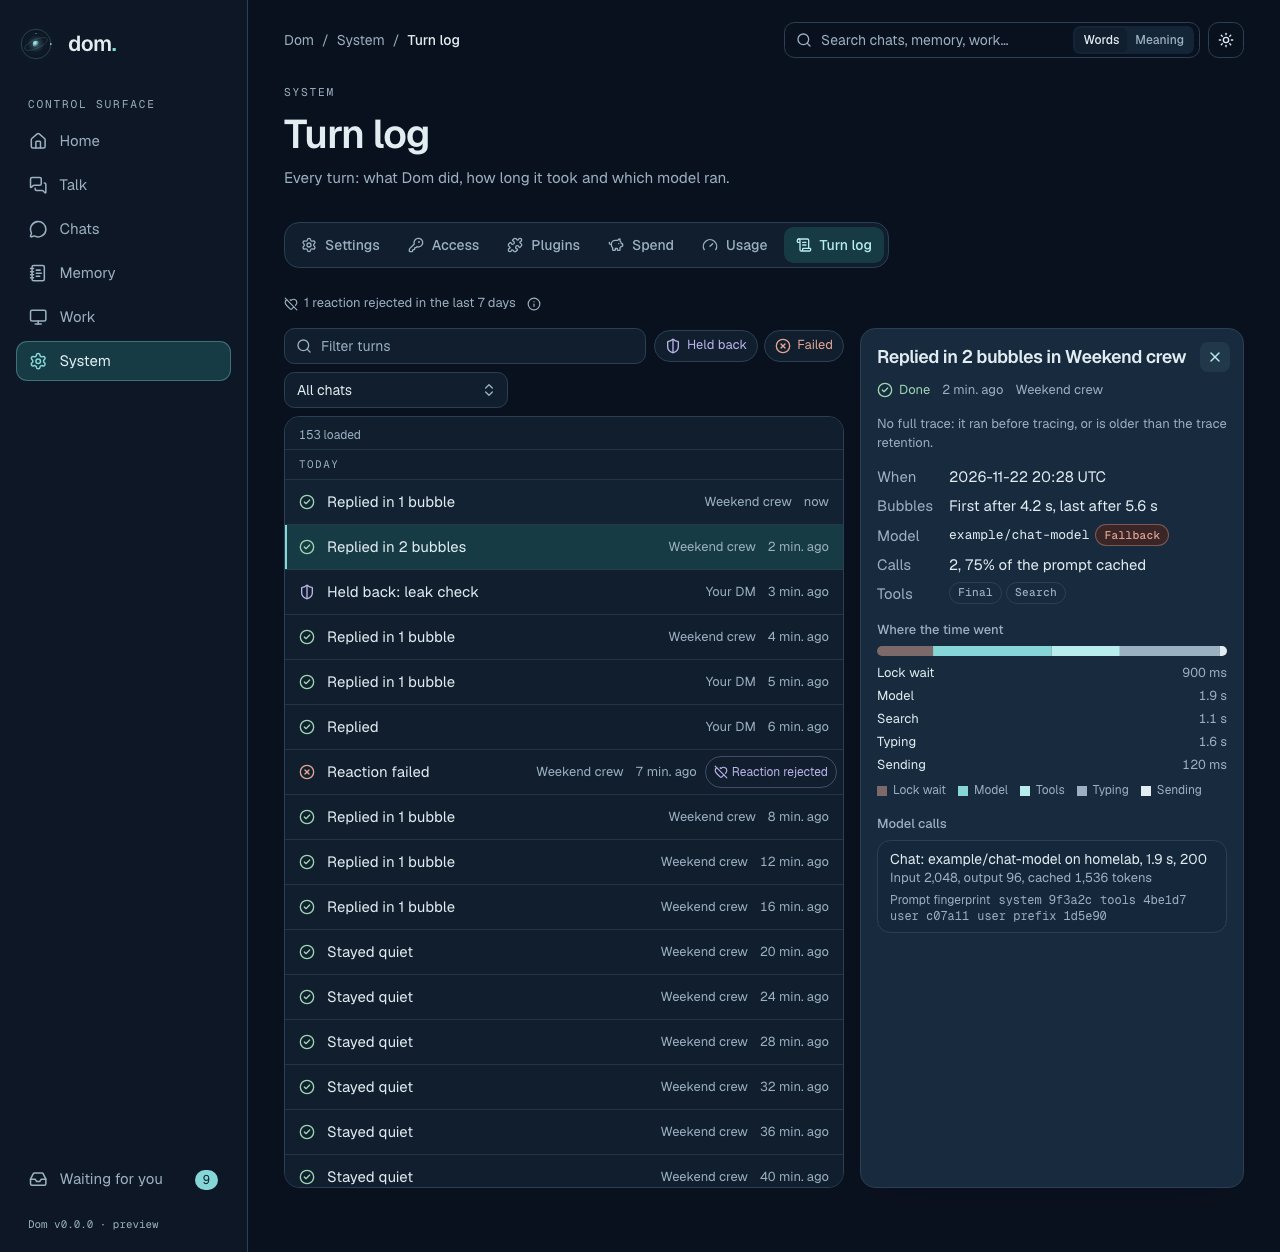 dom.
CONTROL SURFACE
Home
Talk
Chats
Memory
Work
System
Waiting for you 9
Dom v0.0.0 · preview
Dom / System / Turn log
Search chats, memory, work… Words Meaning
SYSTEM
Turn log
Every turn: what Dom did, how long it took and which model ran.
Settings Access Plugins Spend Usage Turn log
1 reaction rejected in the last 7 days
Filter turns Held back Failed
All chats
153 loaded
TODAY
Replied in 1 bubble Weekend crew now
Replied in 2 bubbles Weekend crew 2 min. ago
Held back: leak check Your DM 3 min. ago
Replied in 1 bubble Weekend crew 4 min. ago
Replied in 1 bubble Your DM 5 min. ago
Replied Your DM 6 min. ago
Reaction failed Weekend crew 7 min. ago Reaction rejected
Replied in 1 bubble Weekend crew 8 min. ago
Replied in 1 bubble Weekend crew 12 min. ago
Replied in 1 bubble Weekend crew 16 min. ago
Stayed quiet Weekend crew 20 min. ago
Stayed quiet Weekend crew 24 min. ago
Stayed quiet Weekend crew 28 min. ago
Stayed quiet Weekend crew 32 min. ago
Stayed quiet Weekend crew 36 min. ago
Stayed quiet Weekend crew 40 min. ago
Replied in 2 bubbles in Weekend crew
Done 2 min. ago Weekend crew
No full trace: it ran before tracing, or is older than the trace
retention.
When 2026-11-22 20:28 UTC
Bubbles First after 4.2 s, last after 5.6 s
Model example/chat-model Fallback
Calls 2, 75% of the prompt cached
Tools Final Search
Where the time went
Lock wait 900 ms
Model 1.9 s
Search 1.1 s
Typing 1.6 s
Sending 120 ms
Lock wait Model Tools Typing Sending
Model calls
Chat: example/chat-model on homelab, 1.9 s, 200
Input 2,048, output 96, cached 1,536 tokens
Prompt fingerprint system 9f3a2c tools 4be1d7
user c07a11 user prefix 1d5e90